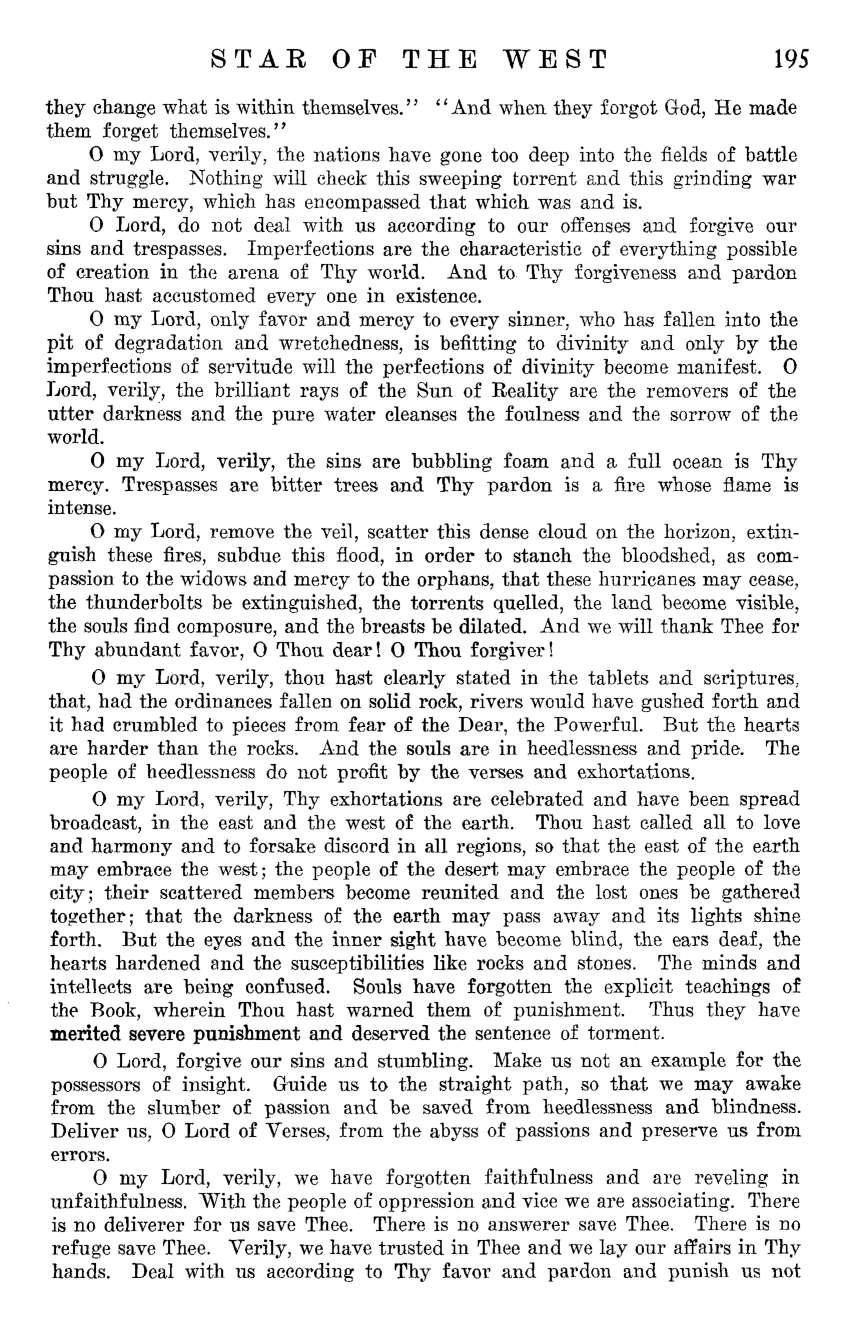 STAR OF THE WEST 195
they change what is within themselves.'' ''And when they forgot God, He made
them forget themselves.''
O my Lord, verily, the nations have gone too deep into the fields of battle
and struggle. Nothing will check this sweeping torrent and this grinding war
but Thy mercy, which has encompassed that which was and is.
O Lord, do not deal with us according to our offenses and forgive our
sins and trespasses. Imperfections are the characteristic of everything possible
of creation in the arena of Thy world. And to Thy forgiveness and pardon
Thou hast accustomed every one in existence.
O my Lord, only favor and mercy to every sinner, who has fallen into the
pit of degradation and wretchedness, is befitting to divinity and only by the
imperfections of servitude will the perfections of divinity become manifest. O
Lord, verily, the brilliant rays of the Sun of Reality are the removers of the
utter darkness and the pure water cleanses the foulness and the sorrow of the
world.
O my Lord, verily, the sins are bubbling foam and a full ocean is Thy
mercy. Trespasses are bitter trees and Thy pardon is a fire whose flame is
intense.
O my Lord, remove the veil, scatter this dense cloud on the horizon, extin-
guish these fires, subdue this flood, in order to stanch the bloodshed, as com-
passion to the widows and mercy to the orphans, that these hurricanes may cease,
the thunderbolts be extinguished, the torrents quelled, the land become visible,
the souls find composure, and the breasts be dilated. And we will thank Thee for
Thy abundant favor, O Thou dear! O Thou forgiver!
O my Lord, verily, thou hast clearly stated in the tablets and scriptures,
that, had the ordinances fallen on solid rock, rivers would have gushed forth and
it had crumbled to pieces from fear of the Dear, the Powerful. But the hearts
are harder than the rocks. And the souls are in heedlessness and pride. The
people of heedlessness do not profit by the verses and exhortations.
O my Lord, verily, Thy exhortations are celebrated and have been spread
broadcast, in the east and the west of the earth. Thou hast called all to love
and harmony and to forsake discord in all regions, so that the east of the earth
may embrace the west; the people of the desert may embrace the people of the
city; their scattered members become reunited and the lost ones be gathered
together; that the darkness of the earth may pass away and its lights shine
forth. But the eyes and the inner sight have become blind, the ears deaf, the
hearts hardened and the susceptibilities like rocks and stones. The minds and
intellects are being confused. Souls have forgotten the explicit teachings of
the Book, wherein Thou hast warned them of punishment. Thus they have
merited severe punishment and deserved the sentence of torment.
O Lord, forgive our sins and stumbling. Make us not an example for the
possessors of insight. Guide us to the straight path, so that we may awake
from the slumber of passion and be saved from heedlessness and blindness.
Deliver us, O Lord of Verses, from the abyss of passions and preserve us from
errors.
O my Lord, verily, we have forgotten faithfulness and are reveling in
unfaithfulness. With the people of oppression and vice we are associating. There
is no deliverer for us save Thee. There is no answerer save Thee. There is no
refuge save Thee. Verily, we have trusted in Thee and we lay our affairs in Thy
hands. Deal with us according to Thy favor and pardon and punish us not